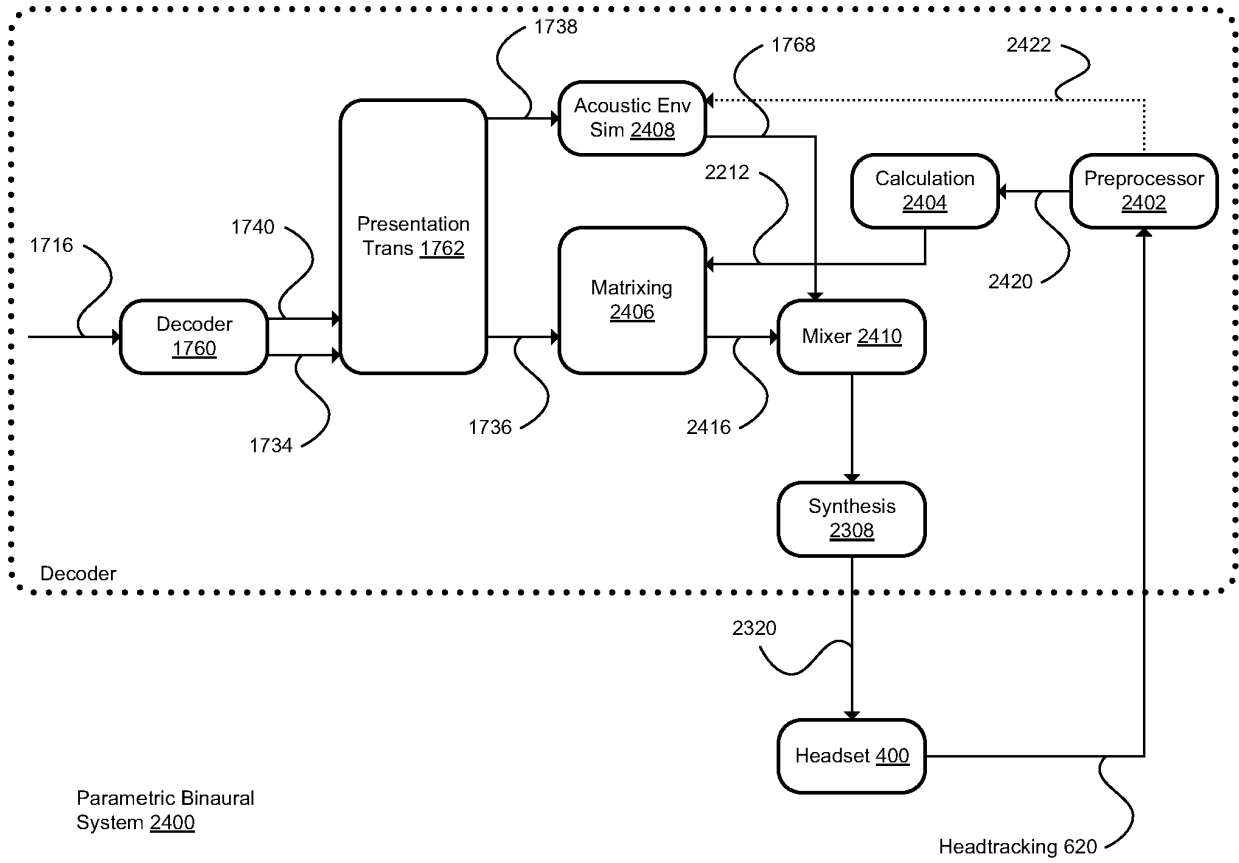 1738
1768
2422
Acoustic Env
Sim 2408
2212
Calculation
2404
Preprocessor
2402
1716
1740
Presentation
Trans 1762
2420
Matrixing
2406
Decoder
1760
Mixer 2410
1734
1736
2416
Synthesis
2308
Decoder
2320
Headset 400
Parametric Binaural
System 2400
Headtracking 620